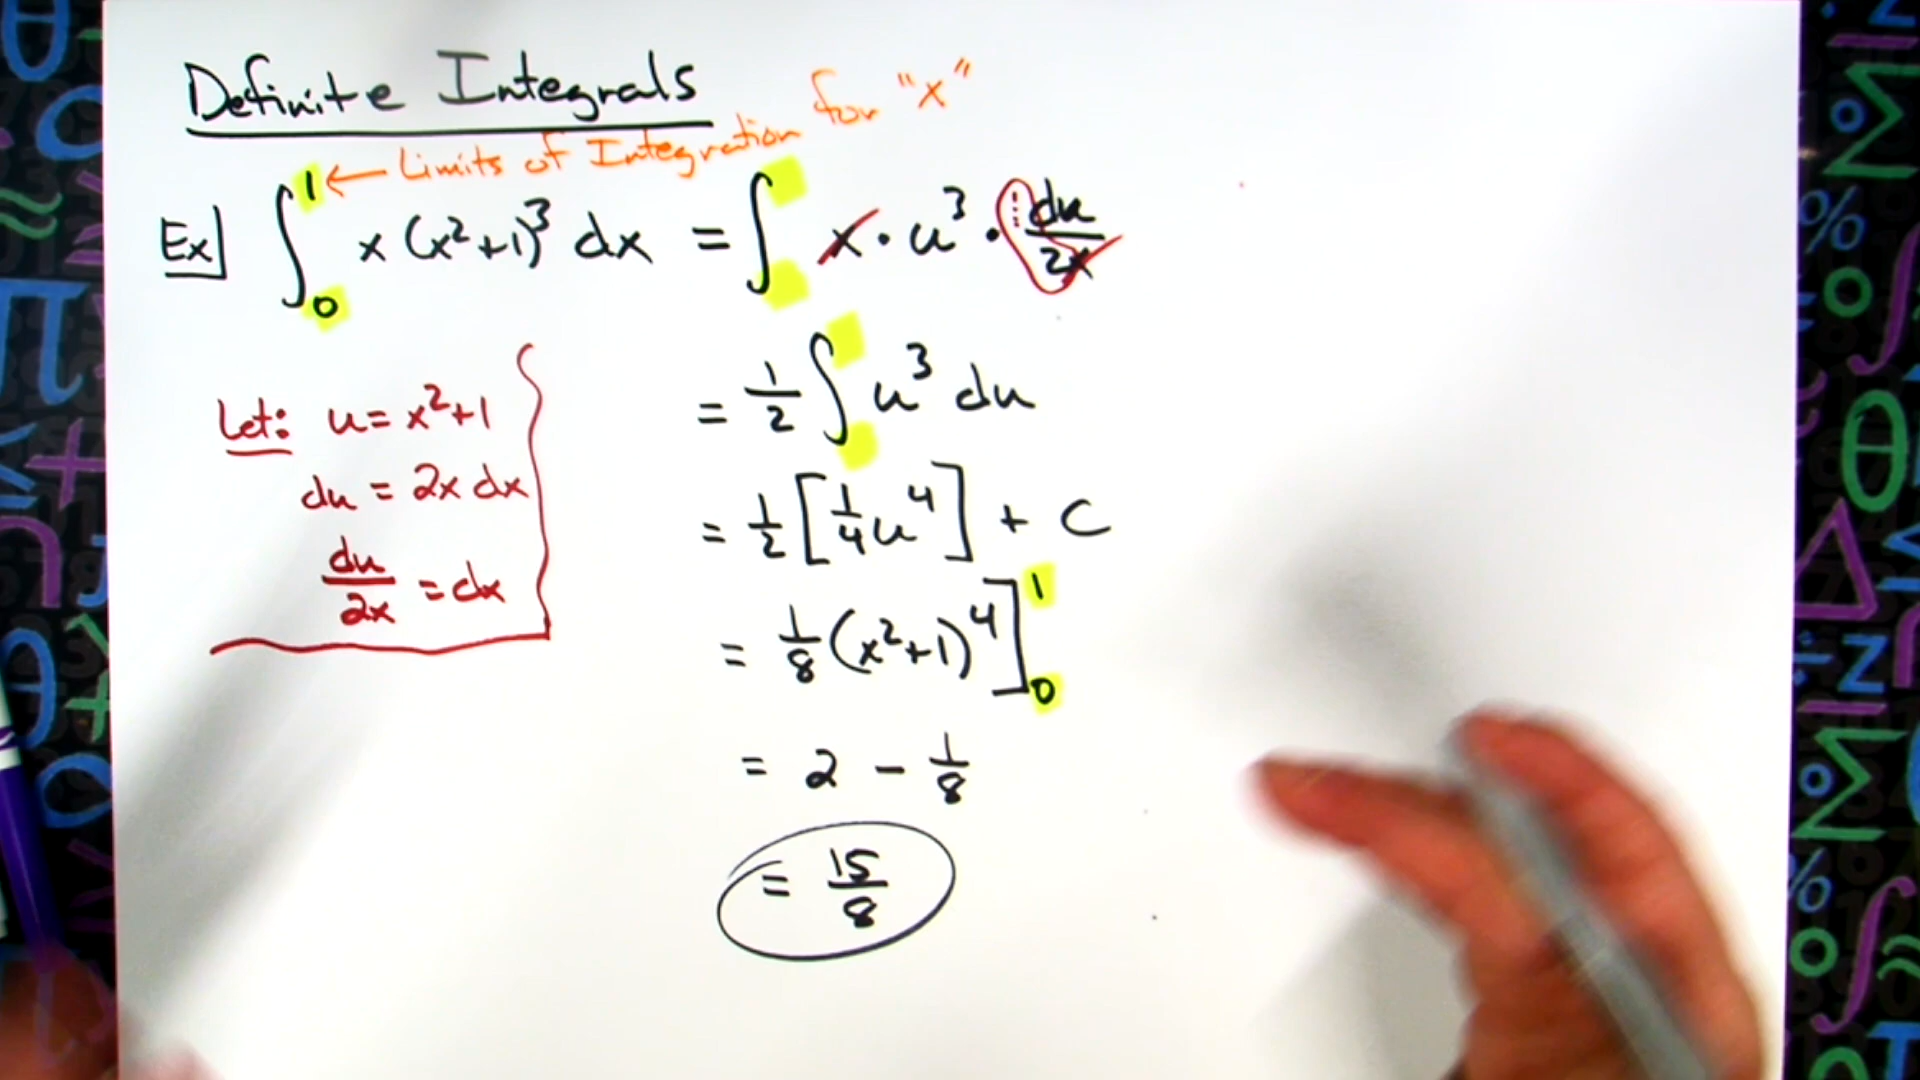 Definite Integrals
← Limits of Integration for "x"
Ex] ∫₀¹ x (x²+1)³ dx = ∫ x · u³ · du/2x
Let: u = x²+1
du = 2x dx
du/2x = dx
= 1/2 ∫ u³ du
= 1/2 [1/4 u⁴] + C
= 1/8 (x²+1)⁴]₀¹
= 2 - 1/8
= 15/8